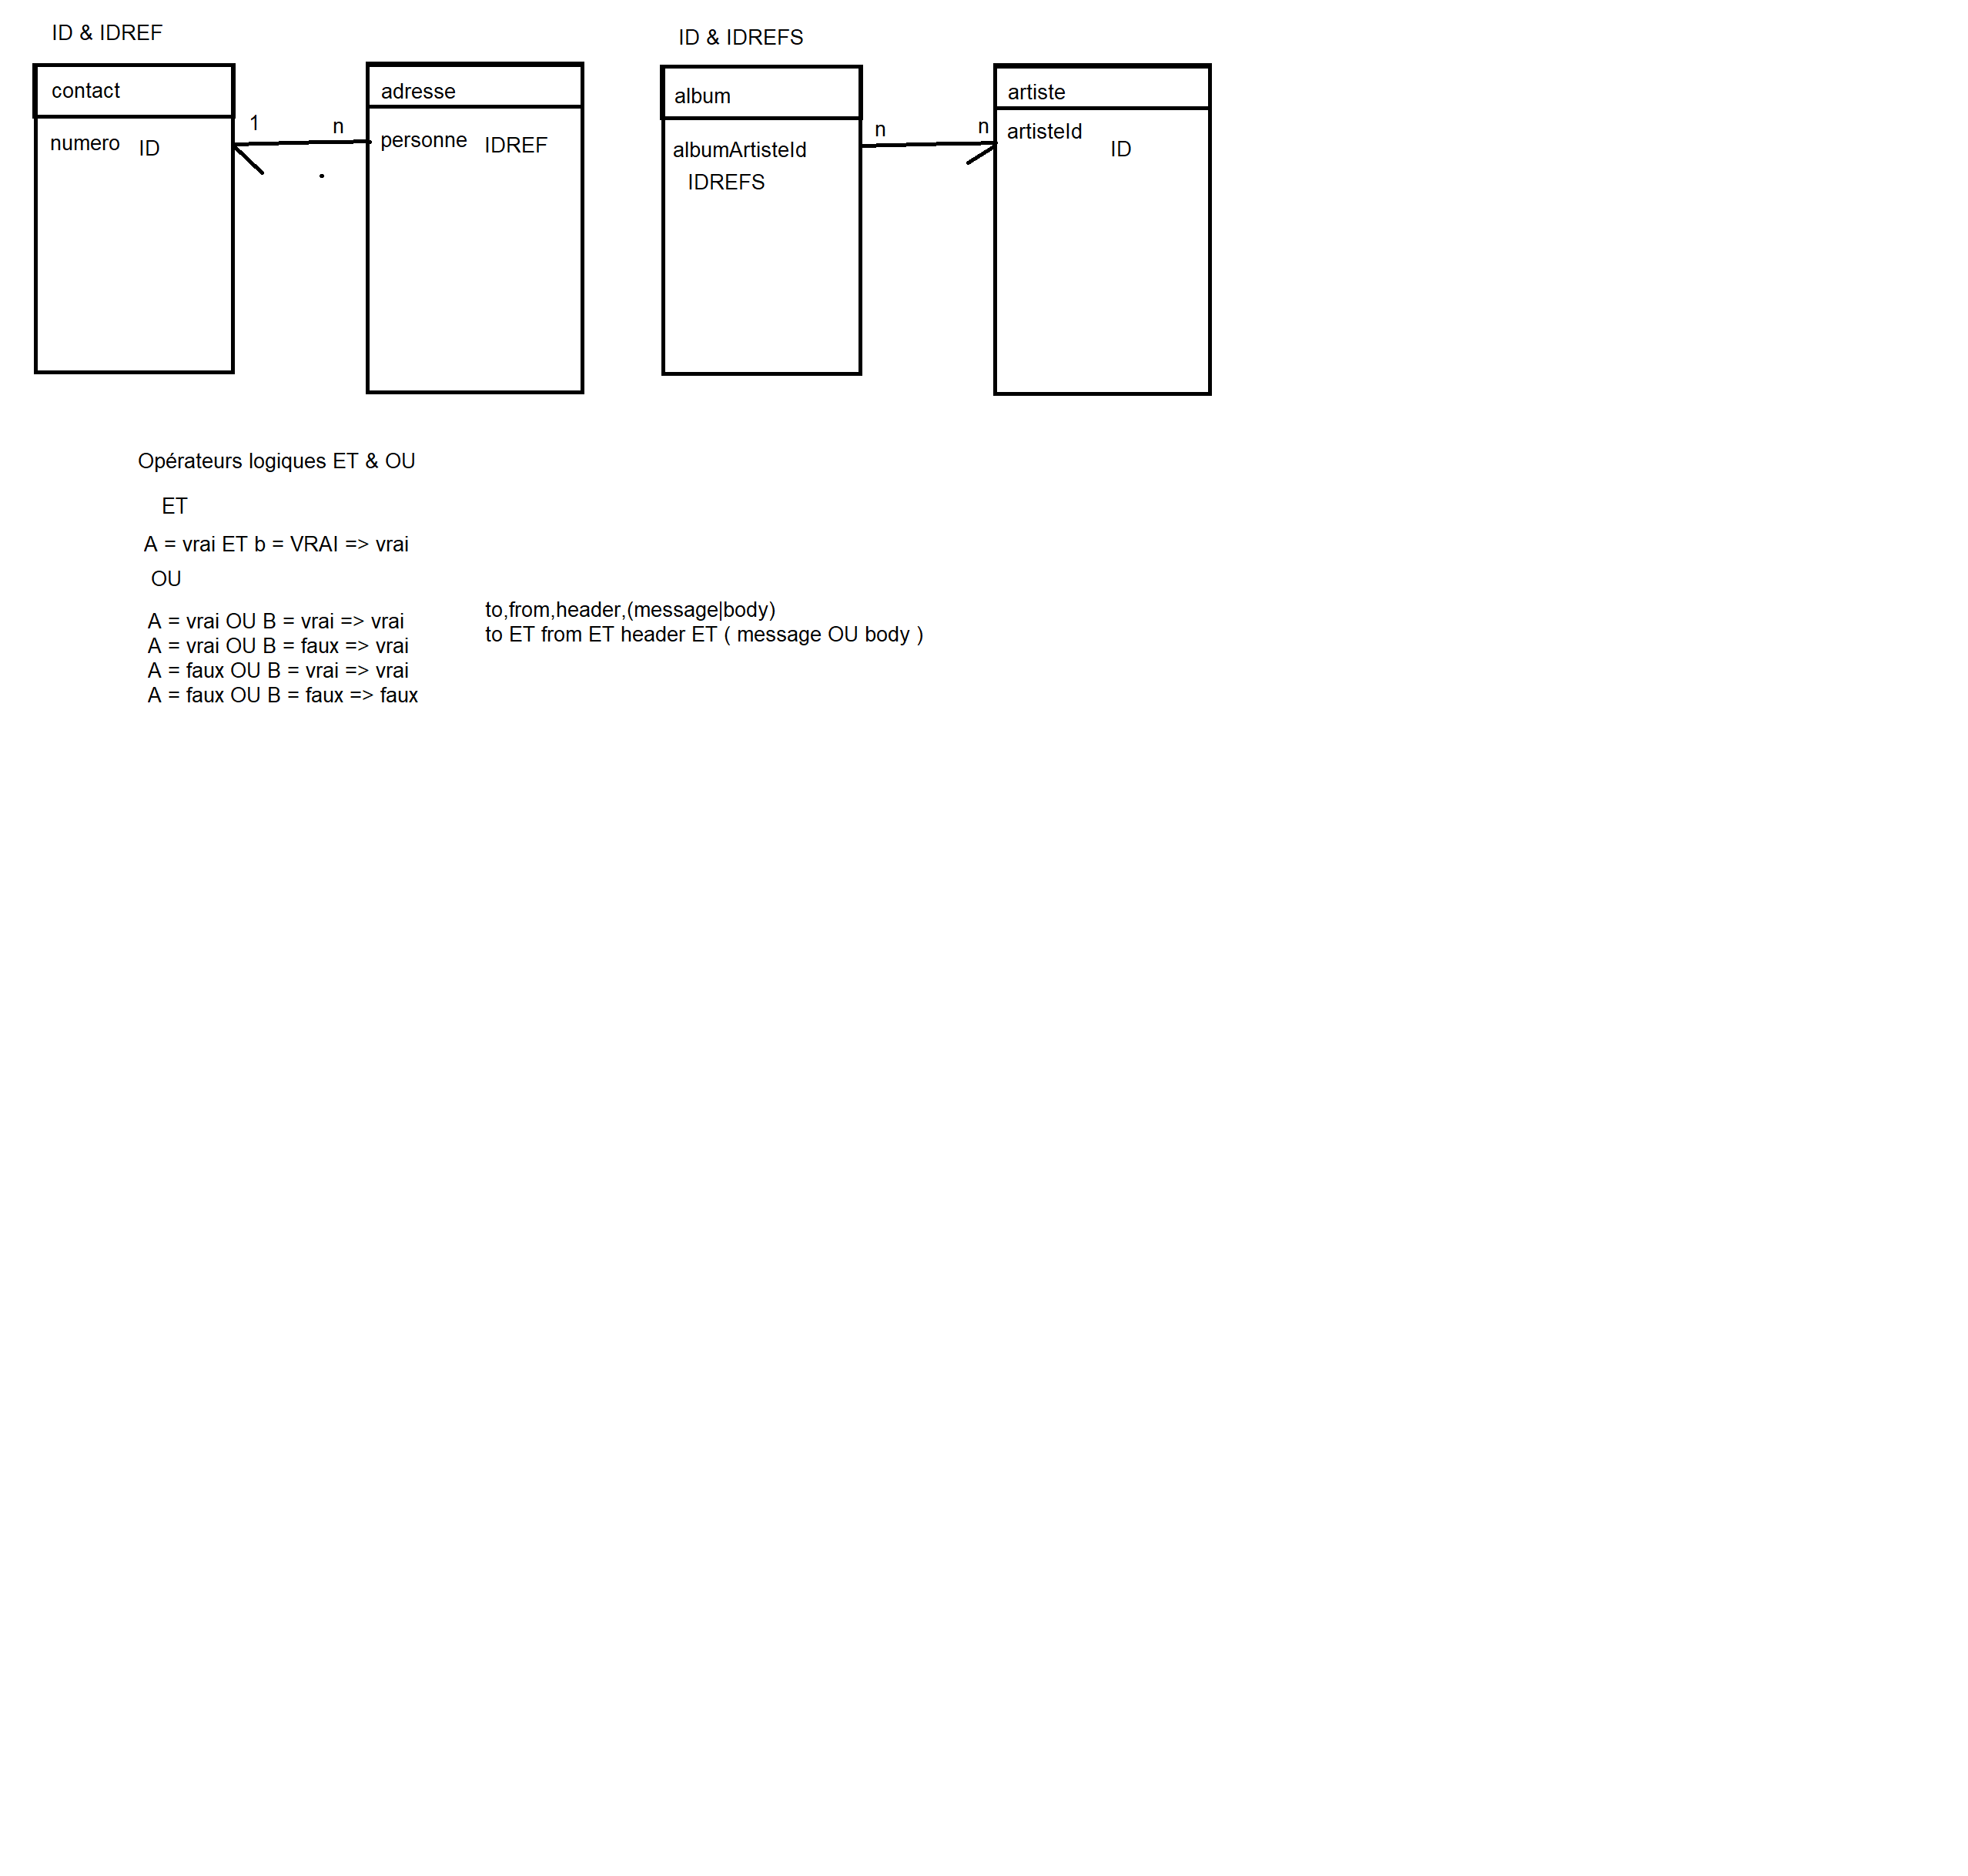 ID & IDREF
contact
numero ID
1 n
adresse
personne IDREF
ID & IDREFS
album
albumArtisteId
IDREFS
n n
artiste
artisteId
ID
Opérateurs logiques ET & OU
ET
A = vrai ET b = VRAI => vrai
OU
A = vrai OU B = vrai => vrai
A = vrai OU B = faux => vrai
A = faux OU B = vrai => vrai
A = faux OU B = faux => faux
to,from,header,(message|body)
to ET from ET header ET ( message OU body )